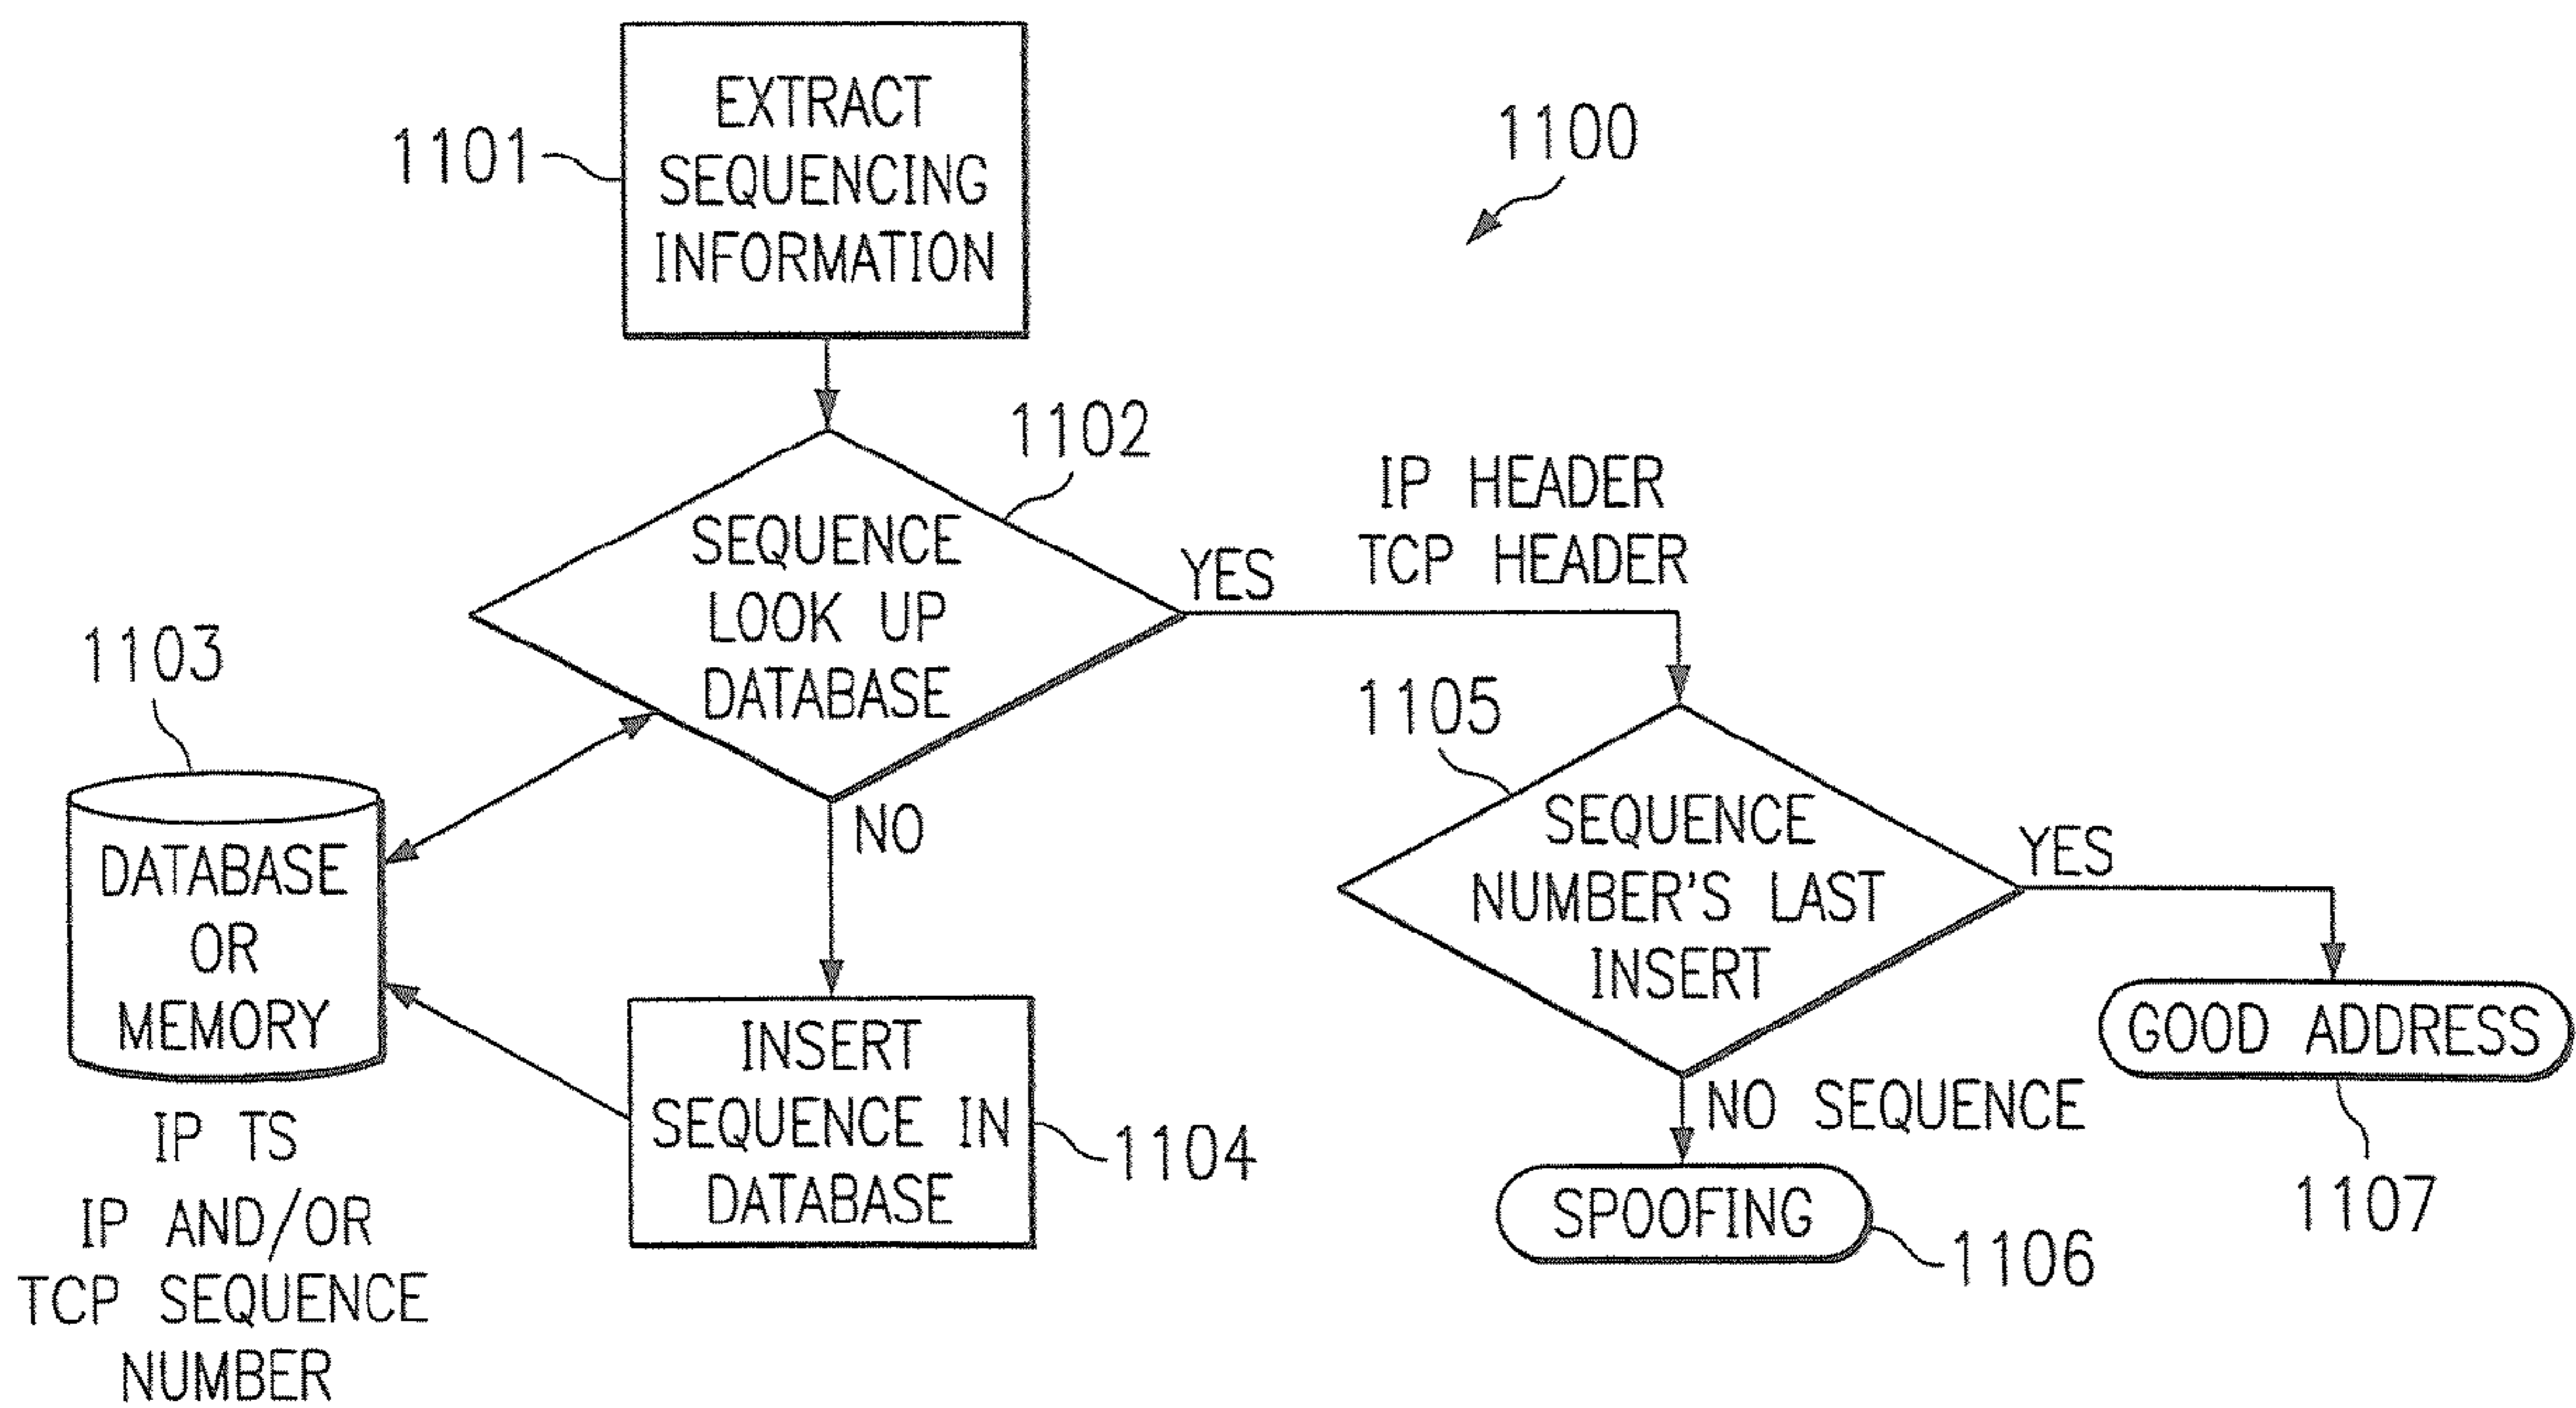 EXTRACT
SEQUENCING
INFORMATION
1101
1100
1102
SEQUENCE
LOOK UP
DATABASE
YES
IP HEADER
TCP HEADER
NO
1103
DATABASE
OR
MEMORY
IP TS
IP AND/OR
TCP SEQUENCE
NUMBER
INSERT
SEQUENCE IN
DATABASE
1104
1105
SEQUENCE
NUMBER'S LAST
INSERT
YES
NO SEQUENCE
GOOD ADDRESS
1107
SPOOFING
1106